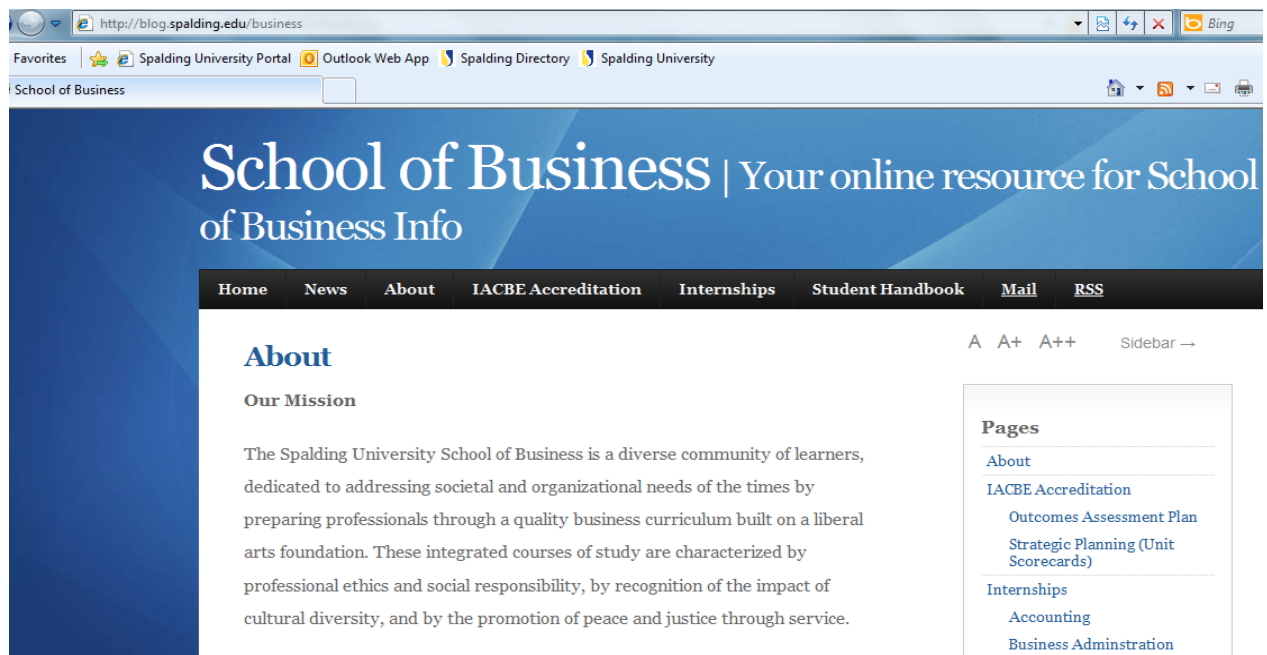 http://blog.spalding.edu/business
Bing
Favorites Spalding University Portal Outlook Web App Spalding Directory Spalding University
School of Business
School of Business | Your online resource for School
of Business Info
Home News About IACBE Accreditation Internships Student Handbook Mail RSS
A A+ A++ Sidebar →
About
Our Mission
The Spalding University School of Business is a diverse community of learners,
dedicated to addressing societal and organizational needs of the times by
preparing professionals through a quality business curriculum built on a liberal
arts foundation. These integrated courses of study are characterized by
professional ethics and social responsibility, by recognition of the impact of
cultural diversity, and by the promotion of peace and justice through service.
Pages
About
IACBE Accreditation
Outcomes Assessment Plan
Strategic Planning (Unit
Scorecards)
Internships
Accounting
Business Adminstration